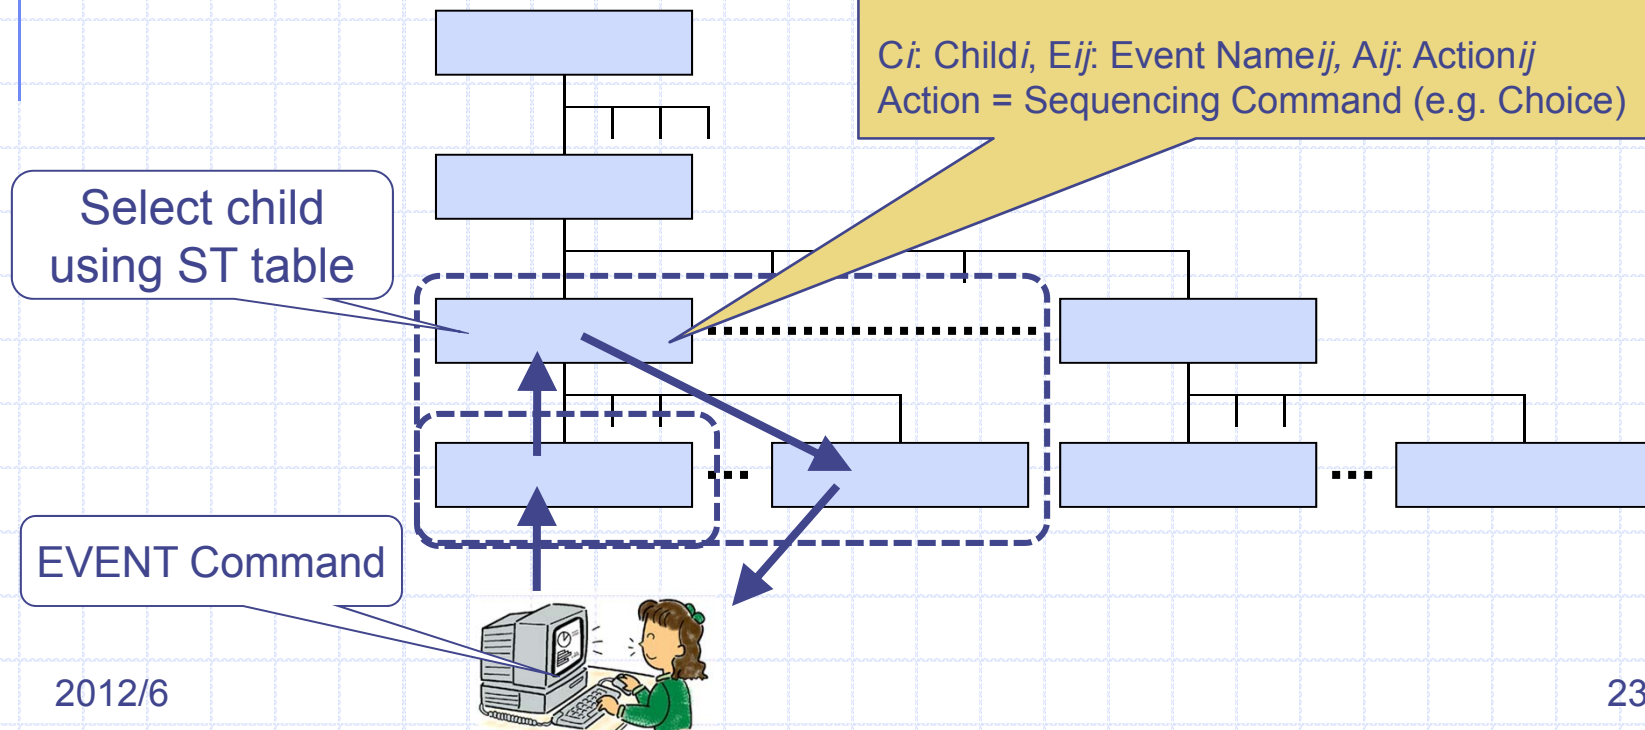 Ci: Childi, Eij: Event Nameij, Aij: Actionij
Action = Sequencing Command (e.g. Choice)
Select child
using ST table
EVENT Command
2012/6
23